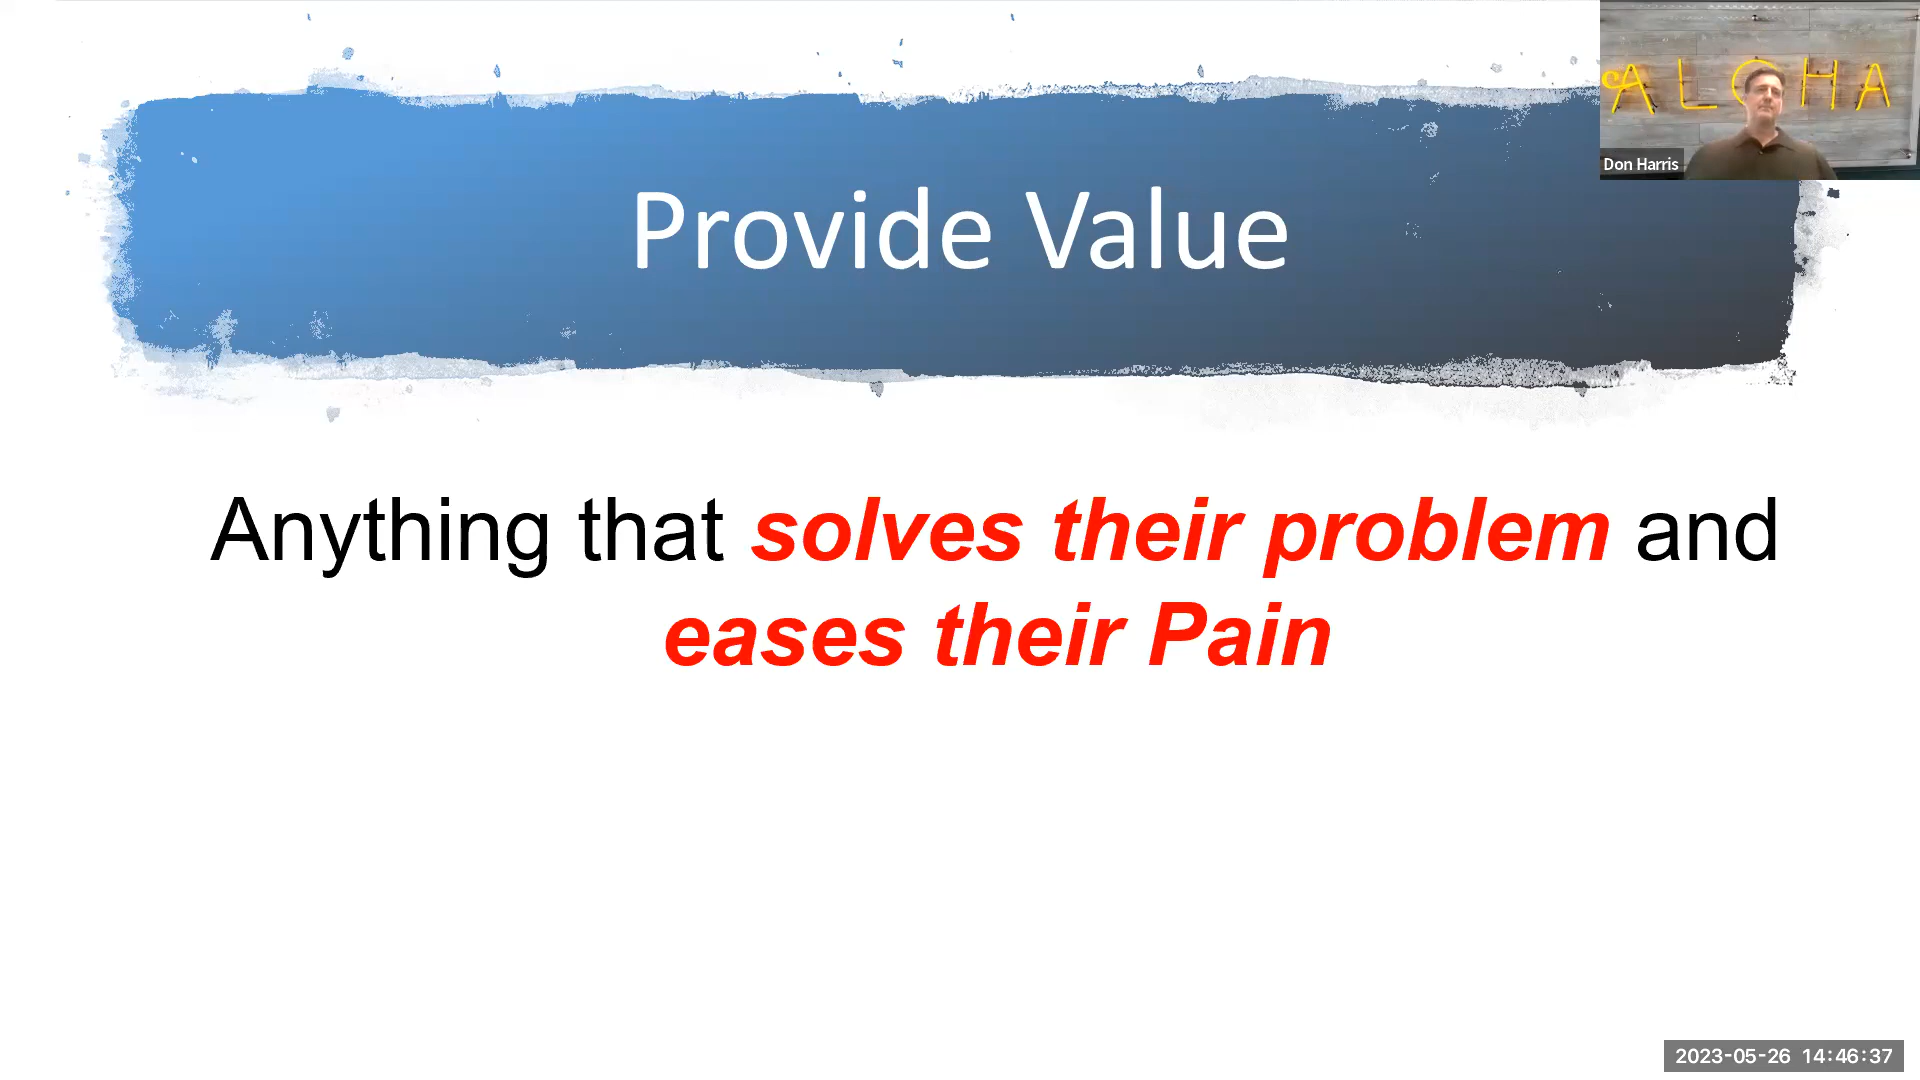 ALOHA
Don Harris
Provide Value
Anything that solves their problem and
eases their Pain
2023-05-26 14:46:37